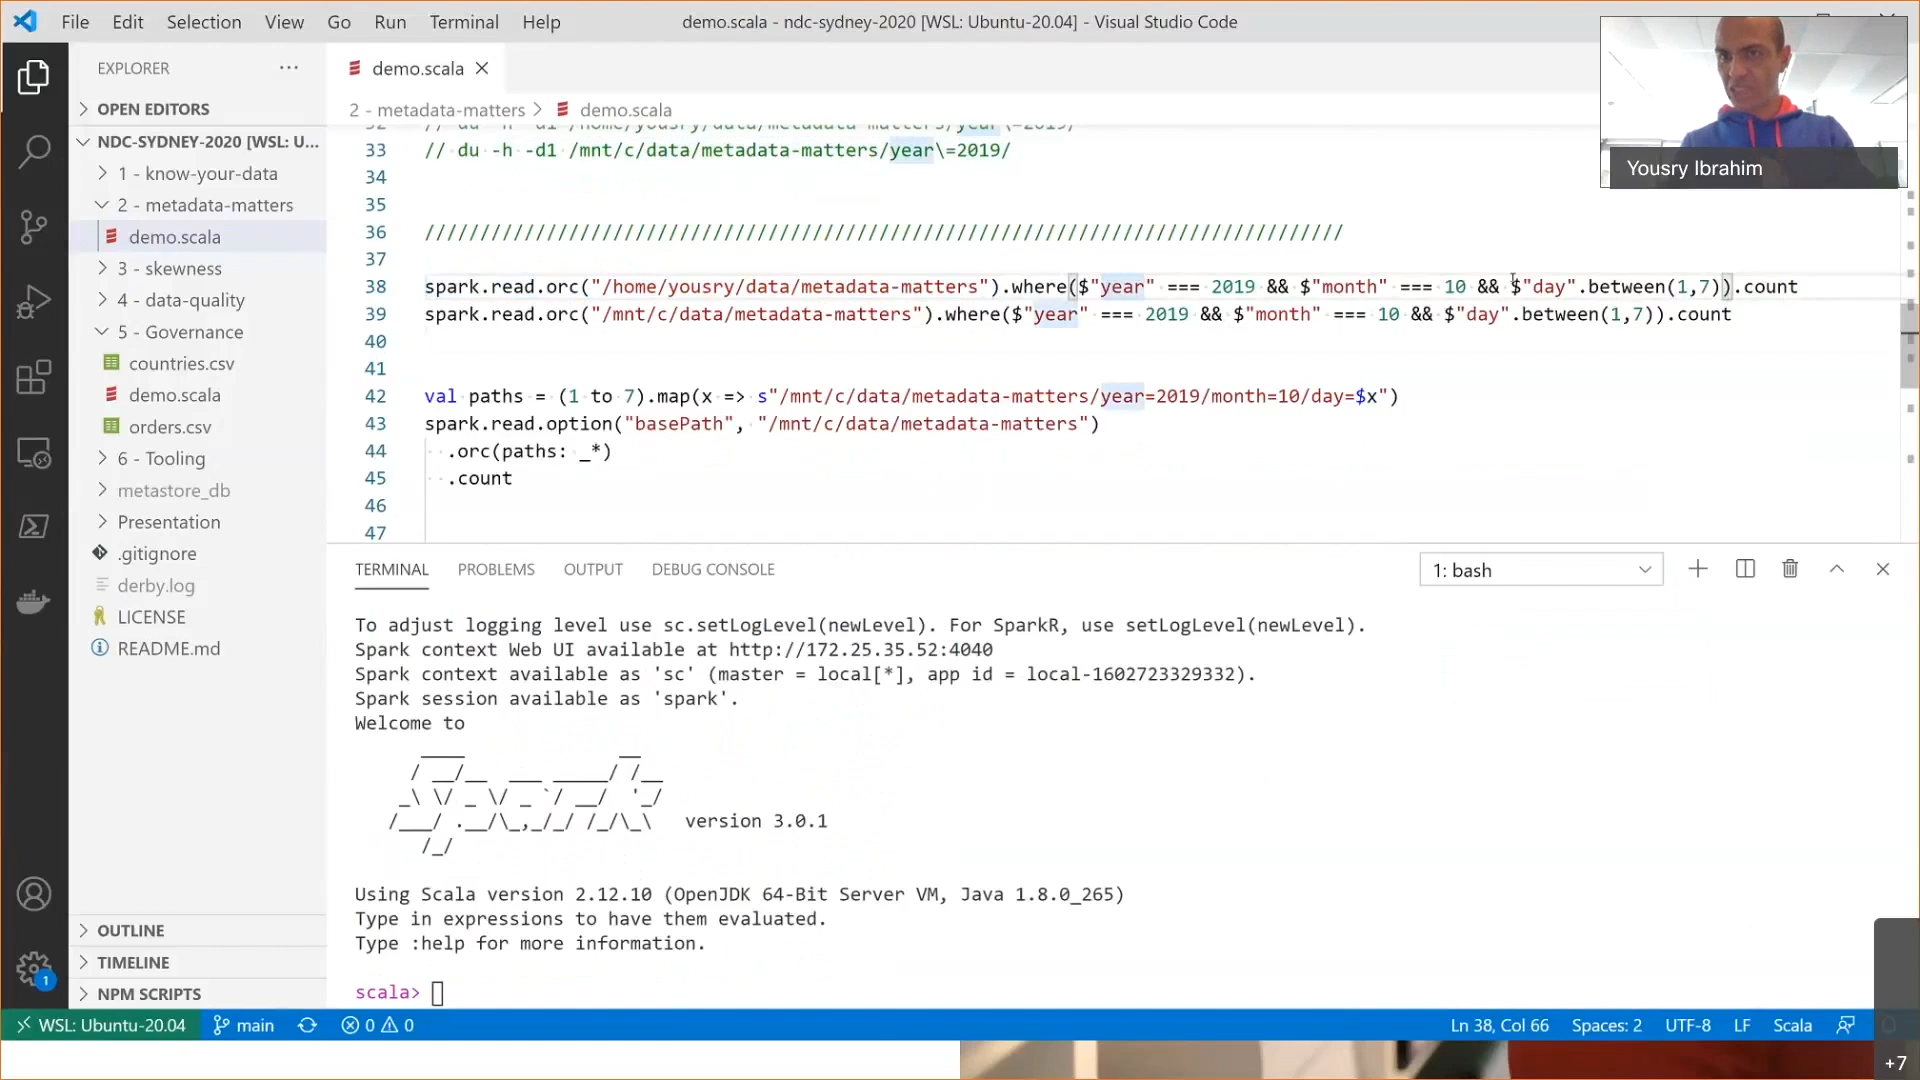 File Edit Selection View Go Run Terminal Help
demo.scala - ndc-sydney-2020 [WSL: Ubuntu-20.04] - Visual Studio Code
Yousry Ibrahim
EXPLORER
OPEN EDITORS
NDC-SYDNEY-2020 [WSL: U...
1 - know-your-data
2 - metadata-matters
demo.scala
3 - skewness
4 - data-quality
5 - Governance
countries.csv
demo.scala
orders.csv
6 - Tooling
metastore_db
Presentation
.gitignore
derby.log
LICENSE
README.md
OUTLINE
TIMELINE
NPM SCRIPTS
demo.scala
2 - metadata-matters > demo.scala
32 // du -h -d1 /home/yousry/data/metadata-matters/year\=2019/
33 // du -h -d1 /mnt/c/data/metadata-matters/year\=2019/
34
35
36 ///////////////////////////////////////////////////////////////////////////////////
37
38 spark.read.orc("/home/yousry/data/metadata-matters").where($"year" === 2019 && $"month" === 10 && $"day".between(1,7)).count
39 spark.read.orc("/mnt/c/data/metadata-matters").where($"year" === 2019 && $"month" === 10 && $"day".between(1,7)).count
40
41
42 val paths = (1 to 7).map(x => s"/mnt/c/data/metadata-matters/year=2019/month=10/day=$x")
43 spark.read.option("basePath", "/mnt/c/data/metadata-matters")
44 .orc(paths: _*)
45 .count
46
47
TERMINAL PROBLEMS OUTPUT DEBUG CONSOLE
1: bash
To adjust logging level use sc.setLogLevel(newLevel). For SparkR, use setLogLevel(newLevel).
Spark context Web UI available at http://172.25.35.52:4040
Spark context available as 'sc' (master = local[*], app id = local-1602723329332).
Spark session available as 'spark'.
Welcome to
Spark version 3.0.1
Using Scala version 2.12.10 (OpenJDK 64-Bit Server VM, Java 1.8.0_265)
Type in expressions to have them evaluated.
Type :help for more information.
scala>
1
WSL: Ubuntu-20.04 main 0 0
Ln 38, Col 66 Spaces: 2 UTF-8 LF Scala
+7